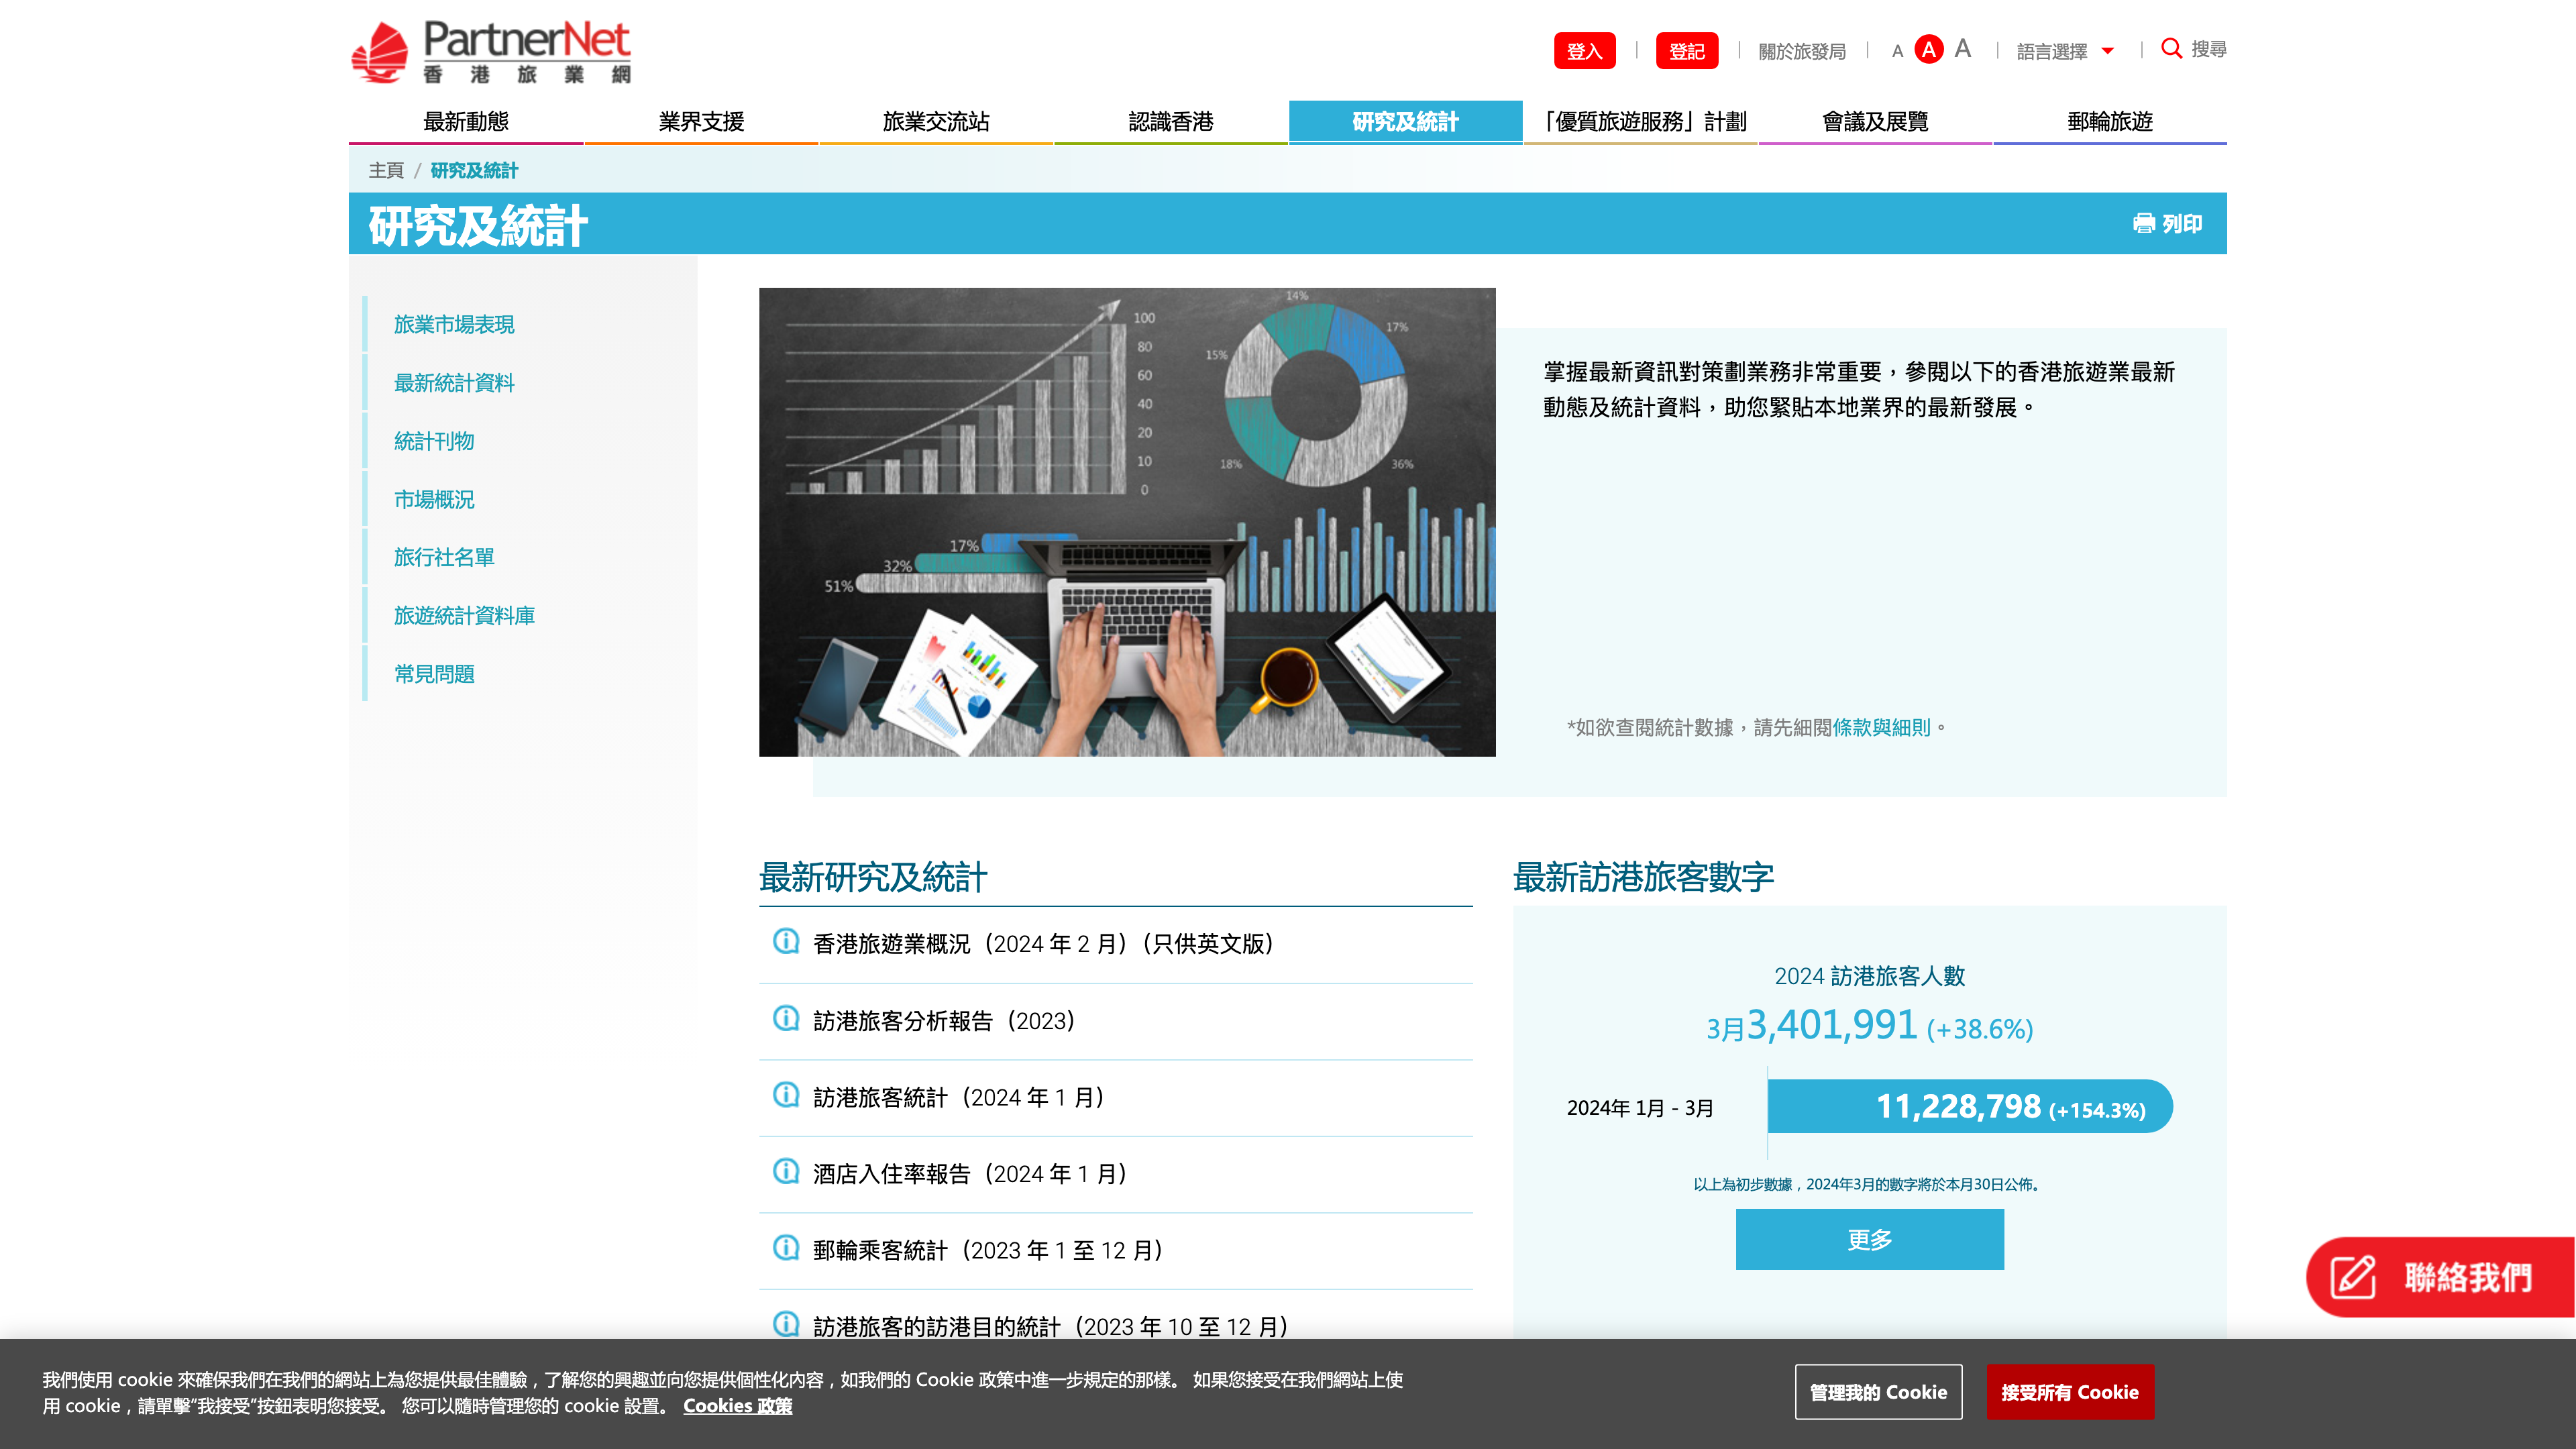 PartnerNet
香港旅業網
登入 | 登記 | 關於旅發局 | A A A | 語言選擇 | 搜尋
最新動態 業界支援 旅業交流站 認識香港 研究及統計 「優質旅遊服務」計劃 會議及展覽 郵輪旅遊
主頁 / 研究及統計
研究及統計
列印
旅業市場表現
最新統計資料
統計刊物
市場概況
旅行社名單
旅遊統計資料庫
常見問題
100
80
60
40
20
10
0
14%
17%
15%
18%
36%
17%
32%
51%
掌握最新資訊對策劃業務非常重要，參閱以下的香港旅遊業最新
動態及統計資料，助您緊貼本地業界的最新發展。
*如欲查閱統計數據，請先細閱條款與細則。
最新研究及統計
香港旅遊業概況（2024 年 2 月）（只供英文版）
訪港旅客分析報告（2023）
訪港旅客統計（2024 年 1 月）
酒店入住率報告（2024 年 1 月）
郵輪乘客統計（2023 年 1 至 12 月）
訪港旅客的訪港目的統計（2023 年 10 至 12 月）
最新訪港旅客數字
2024 訪港旅客人數
3月3,401,991 (+38.6%)
2024年 1月 - 3月
11,228,798 (+154.3%)
以上為初步數據，2024年3月的數字將於本月30日公佈。
更多
聯絡我們
我們使用 cookie 來確保我們在我們的網站上為您提供最佳體驗，了解您的興趣並向您提供個性化內容，如我們的 Cookie 政策中進一步規定的那樣。 如果您接受在我們網站上使
用 cookie，請單擊“我接受”按鈕表明您接受。 您可以隨時管理您的 cookie 設置。 Cookies 政策
管理我的 Cookie
接受所有 Cookie